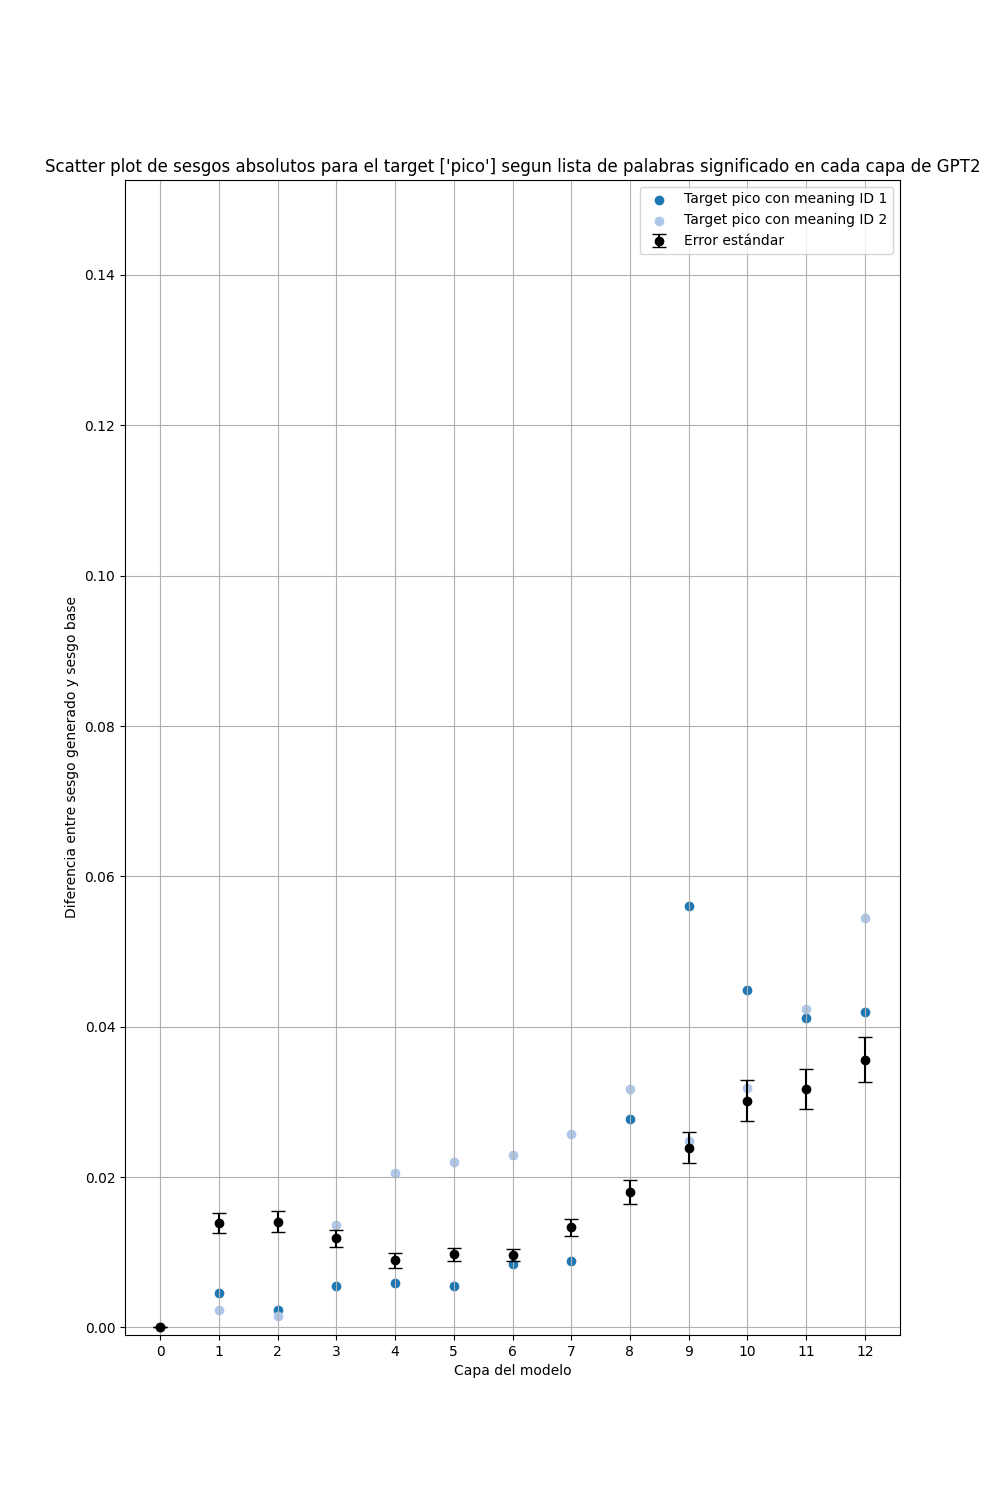 Scatter plot de sesgos absolutos para el target ['pico'] segun lista de palabras significado en cada capa de GPT2
Target pico con meaning ID 1
Target pico con meaning ID 2
Error estándar
0.14
0.12
0.10
0.08
0.06
0.04
0.02
0.00
Diferencia entre sesgo generado y sesgo base
0 1 2 3 4 5 6 7 8 9 10 11 12
Capa del modelo